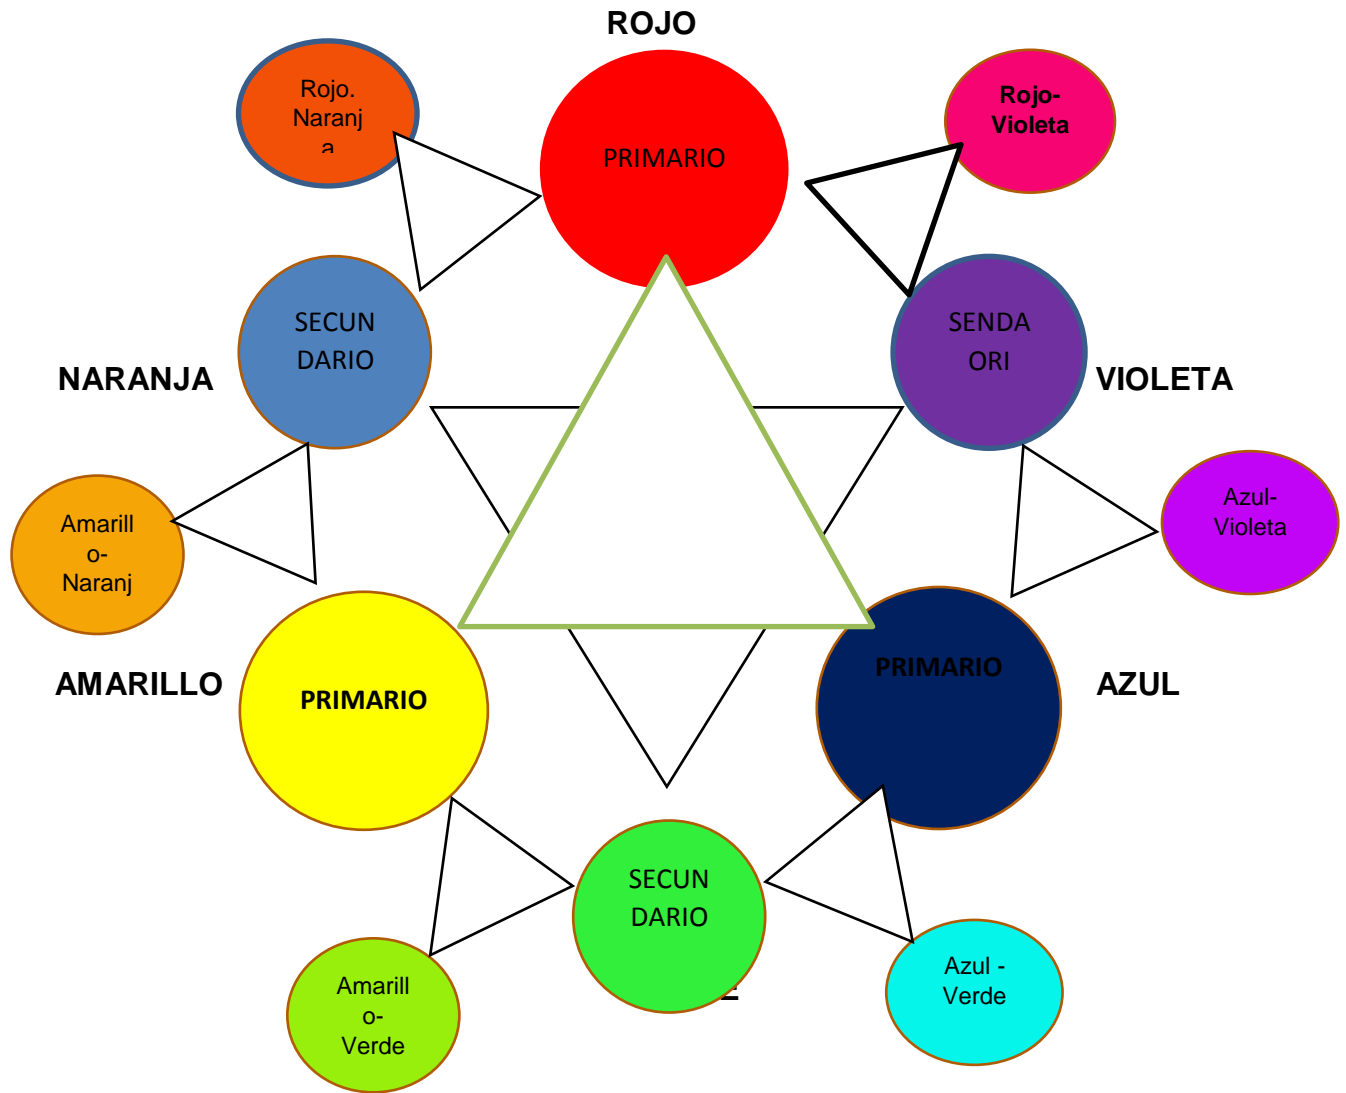 ROJO
Rojo.
Naranj
a
PRIMARIO
Rojo-
Violeta
SECUN
DARIO
SENDA
ORI
NARANJA
VIOLETA
Amarill
o-
Naranj
Azul-
Violeta
AMARILLO
PRIMARIO
PRIMARIO
AZUL
SECUN
DARIO
E
Amarill
o-
Verde
Azul -
Verde